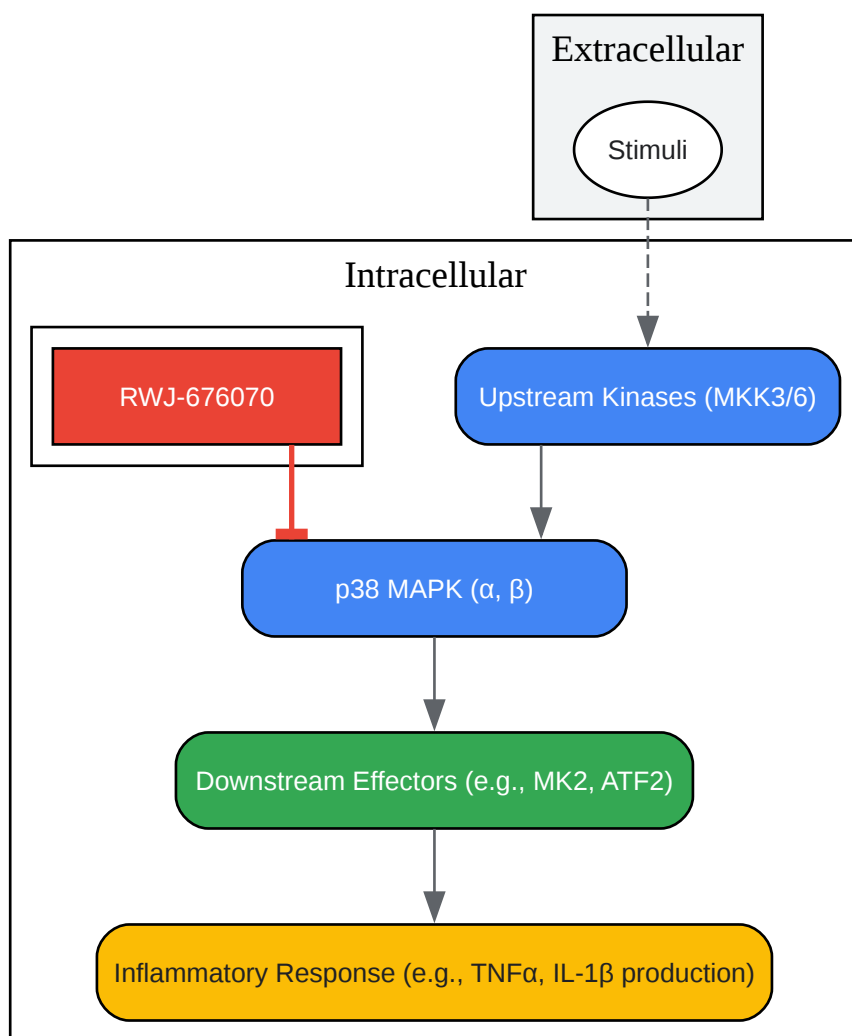 Extracellular
Stimuli
Intracellular
RWJ-676070
Upstream Kinases (MKK3/6)
p38 MAPK (α, β)
Downstream Effectors (e.g., MK2, ATF2)
Inflammatory Response (e.g., TNFα, IL-1β production)